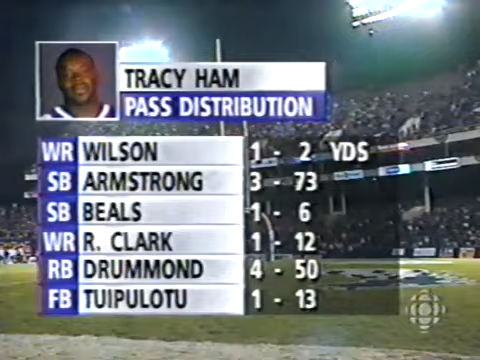 TRACY HAM
PASS DISTRIBUTION
WR WILSON 1 - 2 YDS
SB ARMSTRONG 3 - 73
SB BEALS 1 - 6
WR R. CLARK 1 - 12
RB DRUMMOND 4 - 50
FB TUIPULOTU 1 - 13